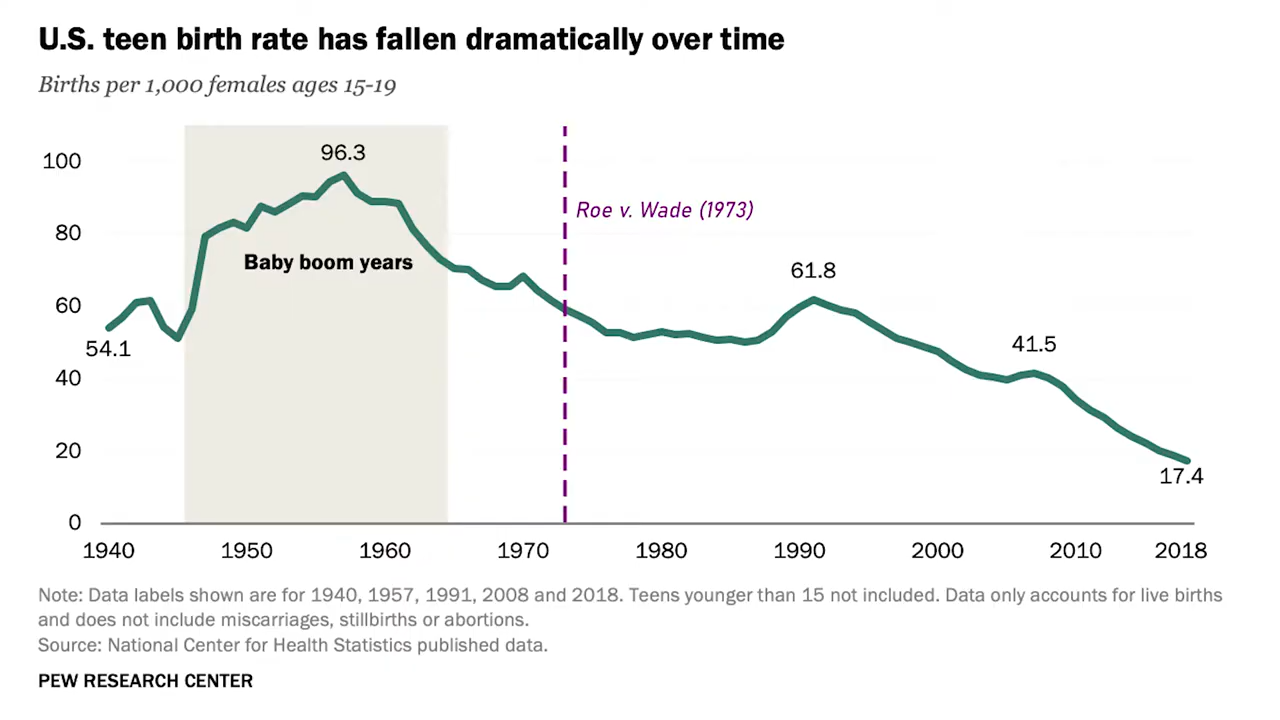 U.S. teen birth rate has fallen dramatically over time
Births per 1,000 females ages 15-19
100
80
60
40
20
0
54.1
96.3
Baby boom years
Roe v. Wade (1973)
61.8
41.5
17.4
1940 1950 1960 1970 1980 1990 2000 2010 2018
Note: Data labels shown are for 1940, 1957, 1991, 2008 and 2018. Teens younger than 15 not included. Data only accounts for live births
and does not include miscarriages, stillbirths or abortions.
Source: National Center for Health Statistics published data.
PEW RESEARCH CENTER